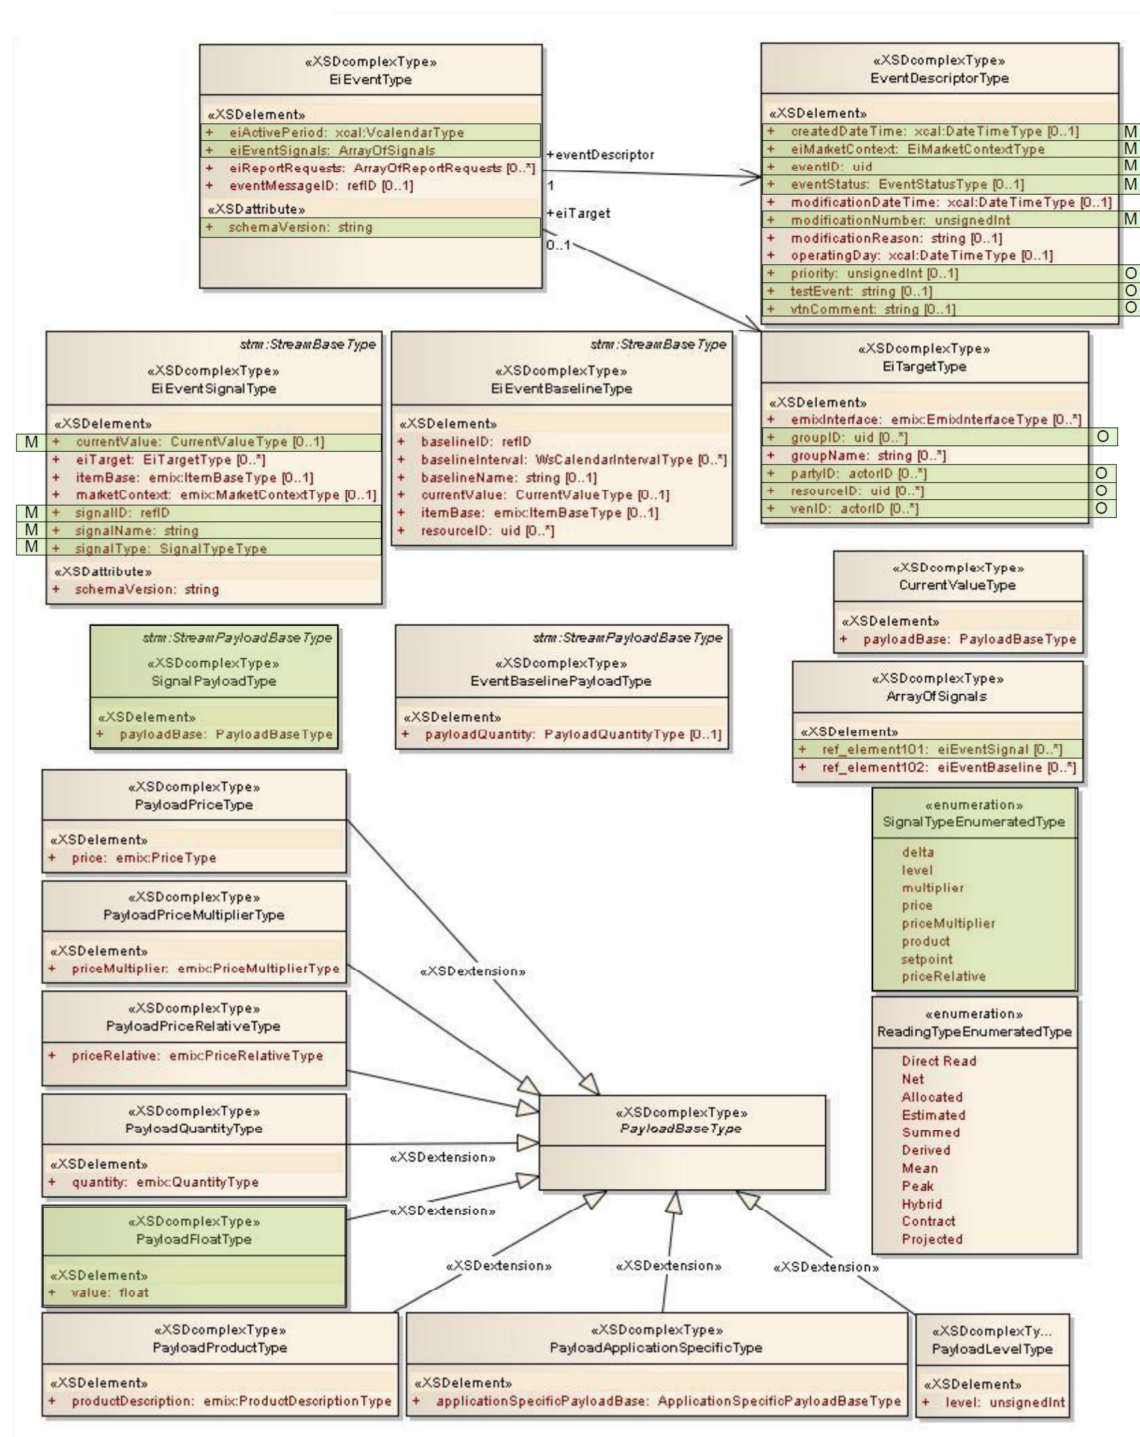 «XSDcomplexType»
EiEventType
«XSDelement»
+ eiActivePeriod: xcal:VcalendarType
+ eiEventSignals: ArrayOfSignals
+ eiReportRequests: ArrayOfReportRequests [0..*]
+ eventMessageID: refID [0..1]
«XSDattribute»
+ schemaVersion: string
+eventDescriptor
1
+eiTarget
0..1
«XSDcomplexType»
EventDescriptorType
«XSDelement»
+ createdDateTime: xcal:DateTimeType [0..1] M
+ eiMarketContext: EiMarketContextType M
+ eventID: uid M
+ eventStatus: EventStatusType [0..1] M
+ modificationDateTime: xcal:DateTimeType [0..1]
+ modificationNumber: unsignedInt M
+ modificationReason: string [0..1]
+ operatingDay: xcal:DateTimeType [0..1]
+ priority: unsignedInt [0..1] O
+ testEvent: string [0..1] O
+ vtnComment: string [0..1] O
strm:StreamBaseType
«XSDcomplexType»
EiEventSignalType
«XSDelement»
M + currentValue: CurrentValueType [0..1]
+ eiTarget: EiTargetType [0..*]
+ itemBase: emix:ItemBaseType [0..1]
+ marketContext: emix:MarketContextType [0..1]
M + signalID: refID
M + signalName: string
M + signalType: SignalTypeType
«XSDattribute»
+ schemaVersion: string
strm:StreamBaseType
«XSDcomplexType»
EiEventBaselineType
«XSDelement»
+ baselineID: refID
+ baselineInterval: WsCalendarIntervalType [0..*]
+ baselineName: string [0..1]
+ currentValue: CurrentValueType [0..1]
+ itemBase: emix:ItemBaseType [0..1]
+ resourceID: uid [0..*]
«XSDcomplexType»
EiTargetType
«XSDelement»
+ emixInterface: emix:EmixInterfaceType [0..*]
+ groupID: uid [0..*] O
+ groupName: string [0..*]
+ partyID: actorID [0..*] O
+ resourceID: uid [0..*] O
+ venID: actorID [0..*] O
«XSDcomplexType»
CurrentValueType
«XSDelement»
+ payloadBase: PayloadBaseType
strm:StreamPayloadBaseType
«XSDcomplexType»
SignalPayloadType
«XSDelement»
+ payloadBase: PayloadBaseType
strm:StreamPayloadBaseType
«XSDcomplexType»
EventBaselinePayloadType
«XSDelement»
+ payloadQuantity: PayloadQuantityType [0..1]
«XSDcomplexType»
ArrayOfSignals
«XSDelement»
+ ref_element101: eiEventSignal [0..*]
+ ref_element102: eiEventBaseline [0..*]
«XSDcomplexType»
PayloadPriceType
«XSDelement»
+ price: emix:PriceType
«XSDcomplexType»
PayloadPriceMultiplierType
«XSDelement»
+ priceMultiplier: emix:PriceMultiplierType
«XSDcomplexType»
PayloadPriceRelativeType
+ priceRelative: emix:PriceRelativeType
«XSDcomplexType»
PayloadQuantityType
«XSDelement»
+ quantity: emix:QuantityType
«XSDcomplexType»
PayloadFloatType
«XSDelement»
+ value: float
«XSDextension»
«XSDextension»
«XSDextension»
«XSDextension»
«XSDextension»
«XSDextension»
«XSDcomplexType»
PayloadBaseType
«enumeration»
SignalTypeEnumeratedType
delta
level
multiplier
price
priceMultiplier
product
setpoint
priceRelative
«enumeration»
ReadingTypeEnumeratedType
Direct Read
Net
Allocated
Estimated
Summed
Derived
Mean
Peak
Hybrid
Contract
Projected
«XSDcomplexType»
PayloadProductType
«XSDelement»
+ productDescription: emix:ProductDescriptionType
«XSDcomplexType»
PayloadApplicationSpecificType
«XSDelement»
+ applicationSpecificPayloadBase: ApplicationSpecificPayloadBaseType
«XSDcomplexTy...
PayloadLevelType
«XSDelement»
+ level: unsignedInt